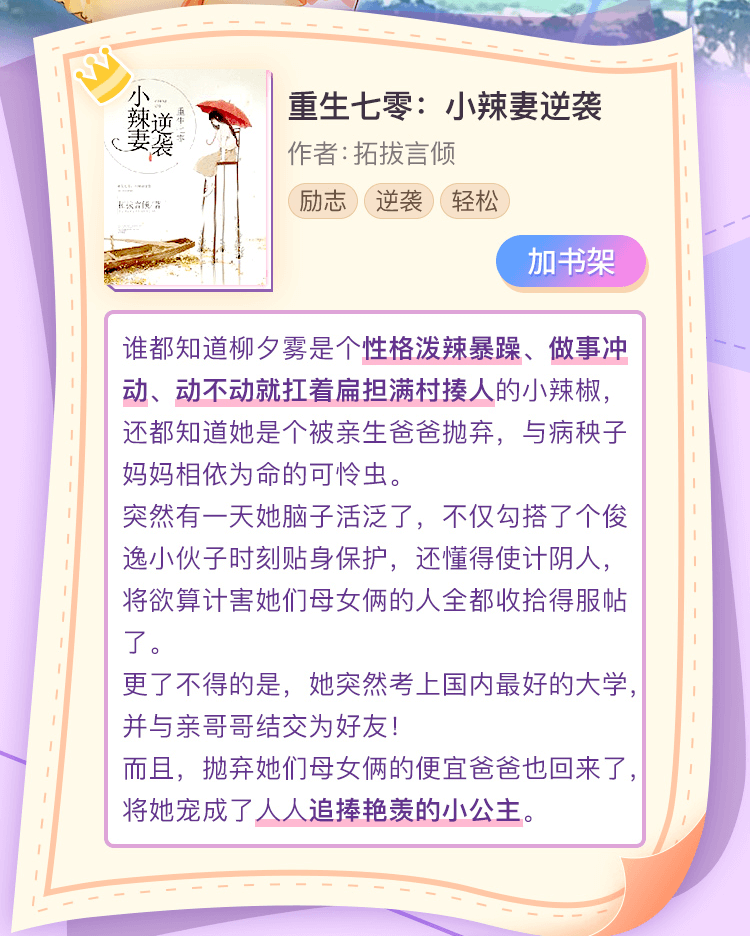 小辣妻
逆袭
重生七零
拓拔言倾/著
重生七零：小辣妻逆袭
作者:拓拔言倾
励志 逆袭 轻松
加书架
谁都知道柳夕雾是个性格泼辣暴躁、做事冲
动、动不动就扛着扁担满村揍人的小辣椒，
还都知道她是个被亲生爸爸抛弃，与病秧子
妈妈相依为命的可怜虫。
突然有一天她脑子活泛了，不仅勾搭了个俊
逸小伙子时刻贴身保护，还懂得使计阴人，
将欲算计害她们母女俩的人全都收拾得服帖
了。
更了不得的是，她突然考上国内最好的大学，
并与亲哥哥结交为好友！
而且，抛弃她们母女俩的便宜爸爸也回来了，
将她宠成了人人追捧艳羡的小公主。